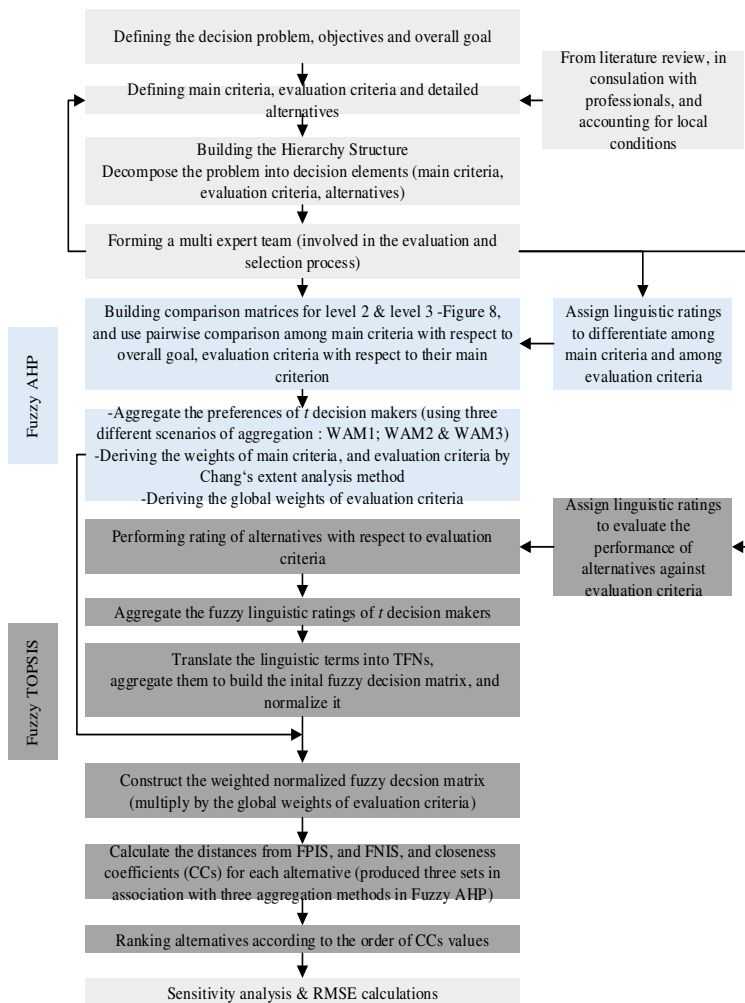 Defining the decision problem, objectives and overall goal
From literature review, in
consulation with
professionals, and
accounting for local
conditions
Defining main criteria, evaluation criteria and detailed
alternatives
Building the Hierarchy Structure
Decompose the problem into decision elements (main criteria,
evaluation criteria, alternatives)
Forming a multi expert team (involved in the evaluation and
selection process)
Fuzzy AHP
Building comparison matrices for level 2 & level 3 -Figure 8,
and use pairwise comparison among main criteria with respect to
overall goal, evaluation criteria with respect to their main
criterion
Assign linguistic ratings
to differentiate among
main criteria and among
evaluation criteria
-Aggregate the preferences of t decision makers (using three
different scenarios of aggregation : WAM1; WAM2 & WAM3)
-Deriving the weights of main criteria, and evaluation criteria by
Chang‘s extent analysis method
-Deriving the global weights of evaluation criteria
Performing rating of alternatives with respect to evaluation
criteria
Assign linguistic ratings
to evaluate the
performance of
alternatives against
evaluation criteria
Fuzzy TOPSIS
Aggregate the fuzzy linguistic ratings of t decision makers
Translate the linguistic terms into TFNs,
aggregate them to build the inital fuzzy decision matrix, and
normalize it
Construct the weighted normalized fuzzy decsion matrix
(multiply by the global weights of evaluation criteria)
Calculate the distances from FPIS, and FNIS, and closeness
coefficients (CCs) for each alternative (produced three sets in
association with three aggregation methods in Fuzzy AHP)
Ranking alternatives according to the order of CCs values
Sensitivity analysis & RMSE calculations